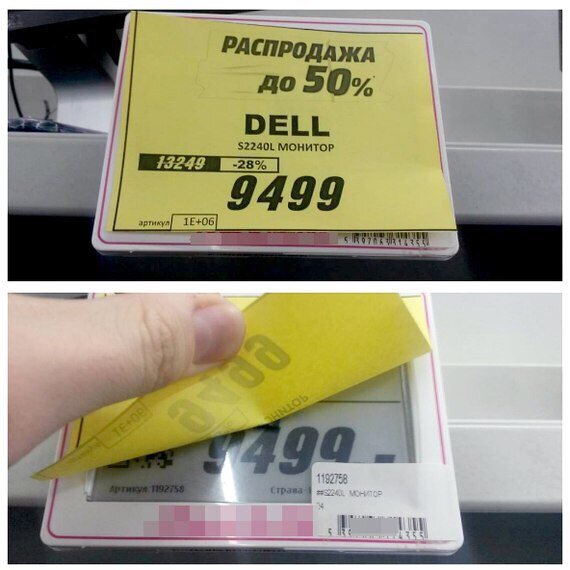 РАСПРОДАЖА
до 50%
DELL
S2240L МОНИТОР
13249 -28%
9499
артикул 1E+06
9499
1E+06
9499.-
Артикул 1192758
Страна-
1192758
##S2240L МОНИТОР